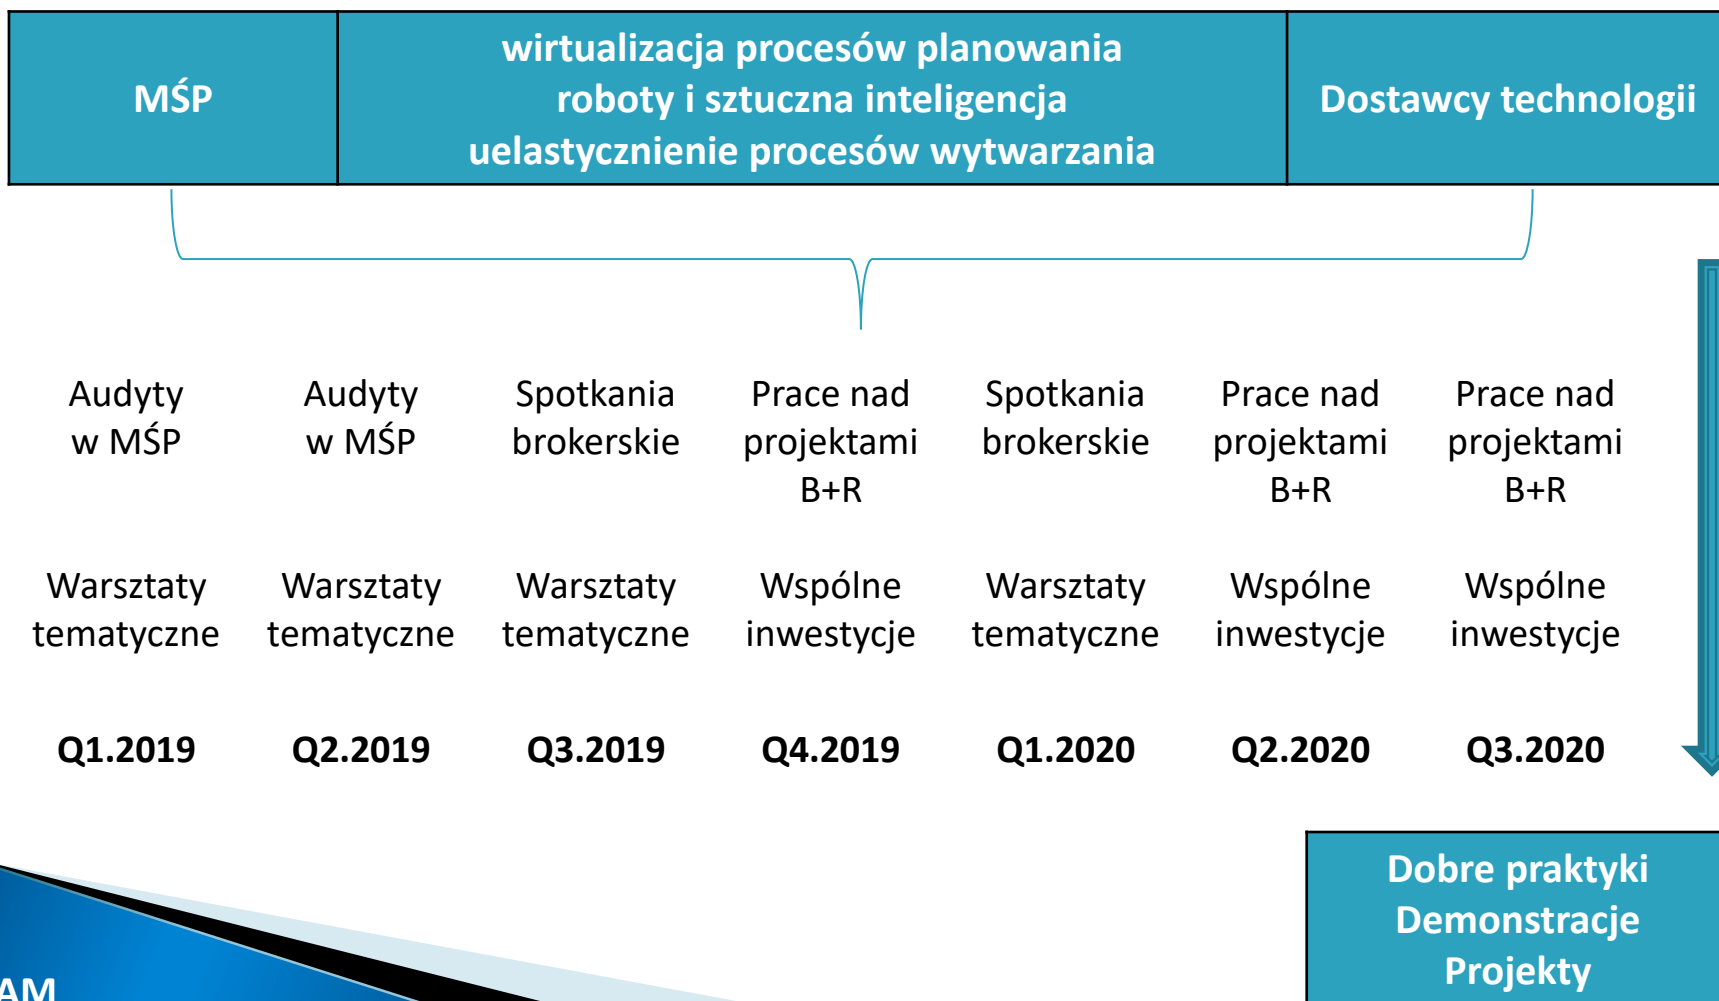 MŚP
wirtualizacja procesów planowania
roboty i sztuczna inteligencja
uelastycznienie procesów wytwarzania
Dostawcy technologii
Audyty
w MŚP
Audyty
w MŚP
Spotkania
brokerskie
Prace nad
projektami
B+R
Spotkania
brokerskie
Prace nad
projektami
B+R
Prace nad
projektami
B+R
Warsztaty
tematyczne
Warsztaty
tematyczne
Warsztaty
tematyczne
Wspólne
inwestycje
Warsztaty
tematyczne
Wspólne
inwestycje
Wspólne
inwestycje
Q1.2019
Q2.2019
Q3.2019
Q4.2019
Q1.2020
Q2.2020
Q3.2020
Dobre praktyki
Demonstracje
Projekty